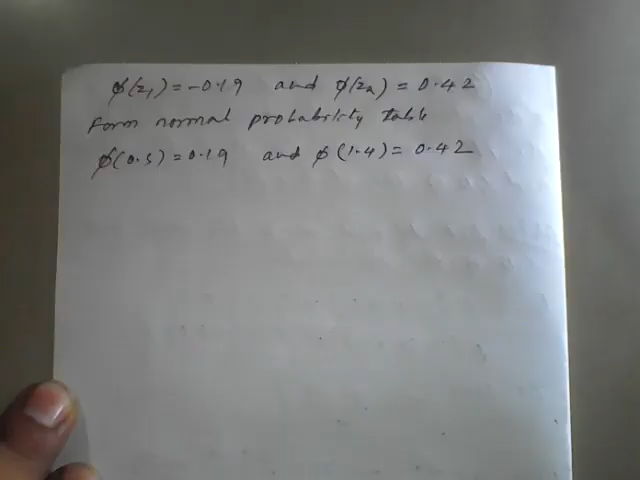 ϕ(z₁) = -0.19 and ϕ(z₂) = 0.42
Form normal probability table
ϕ(0.5) = 0.19 and ϕ(1.4) = 0.42